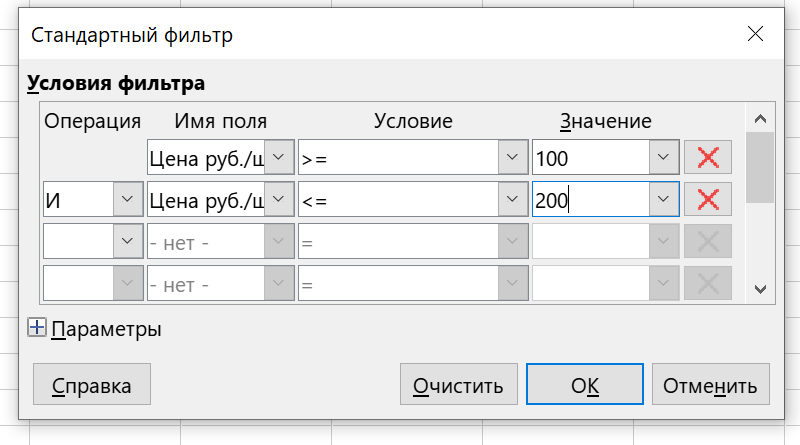 Стандартный фильтр
Условия фильтра
Операция Имя поля Условие Значение
Цена руб./ш >= 100
И Цена руб./ш <= 200
- нет - =
- нет - =
Параметры
Справка Очистить ОК Отменить